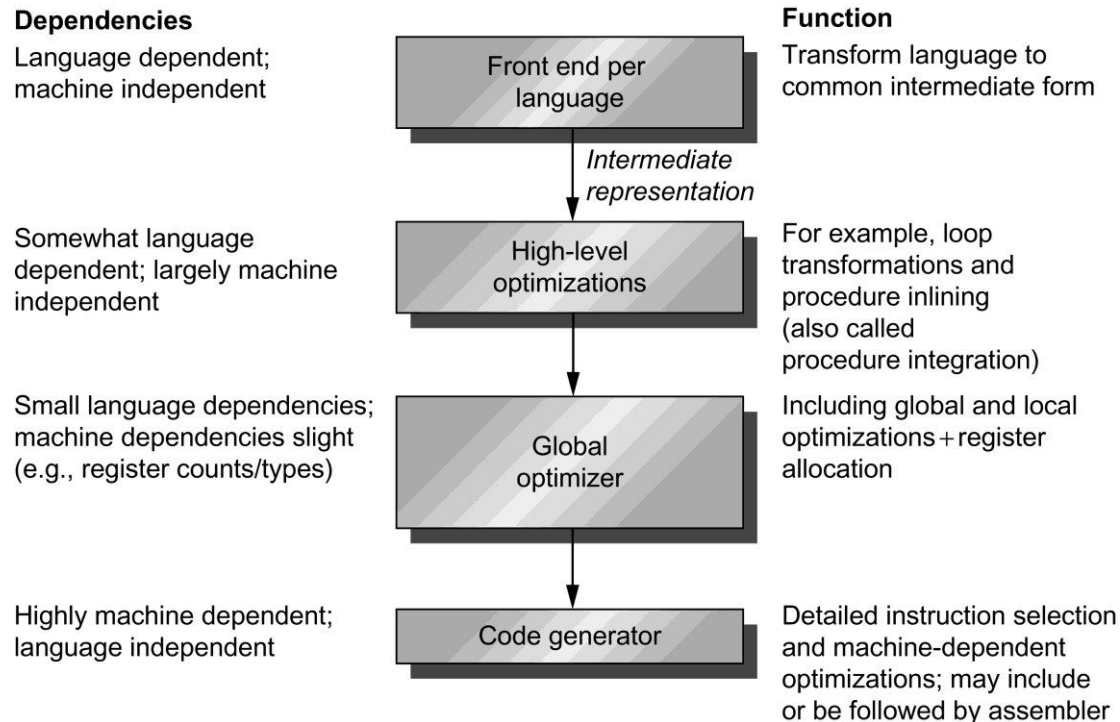 Dependencies
Function
Language dependent;
machine independent
Front end per
language
Transform language to
common intermediate form
Intermediate
representation
Somewhat language
dependent; largely machine
independent
High-level
optimizations
For example, loop
transformations and
procedure inlining
(also called
procedure integration)
Small language dependencies;
machine dependencies slight
(e.g., register counts/types)
Global
optimizer
Including global and local
optimizations+register
allocation
Highly machine dependent;
language independent
Code generator
Detailed instruction selection
and machine-dependent
optimizations; may include
or be followed by assembler